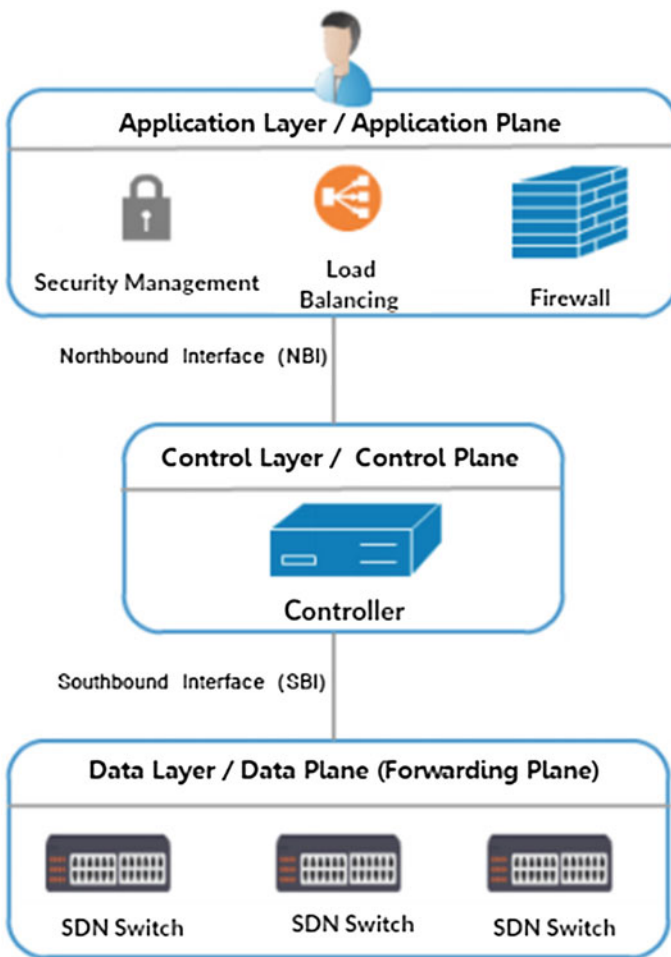 Application Layer / Application Plane
Security Management
Load
Balancing
Firewall
Northbound Interface (NBI)
Control Layer / Control Plane
Controller
Southbound Interface (SBI)
Data Layer / Data Plane (Forwarding Plane)
SDN Switch
SDN Switch
SDN Switch